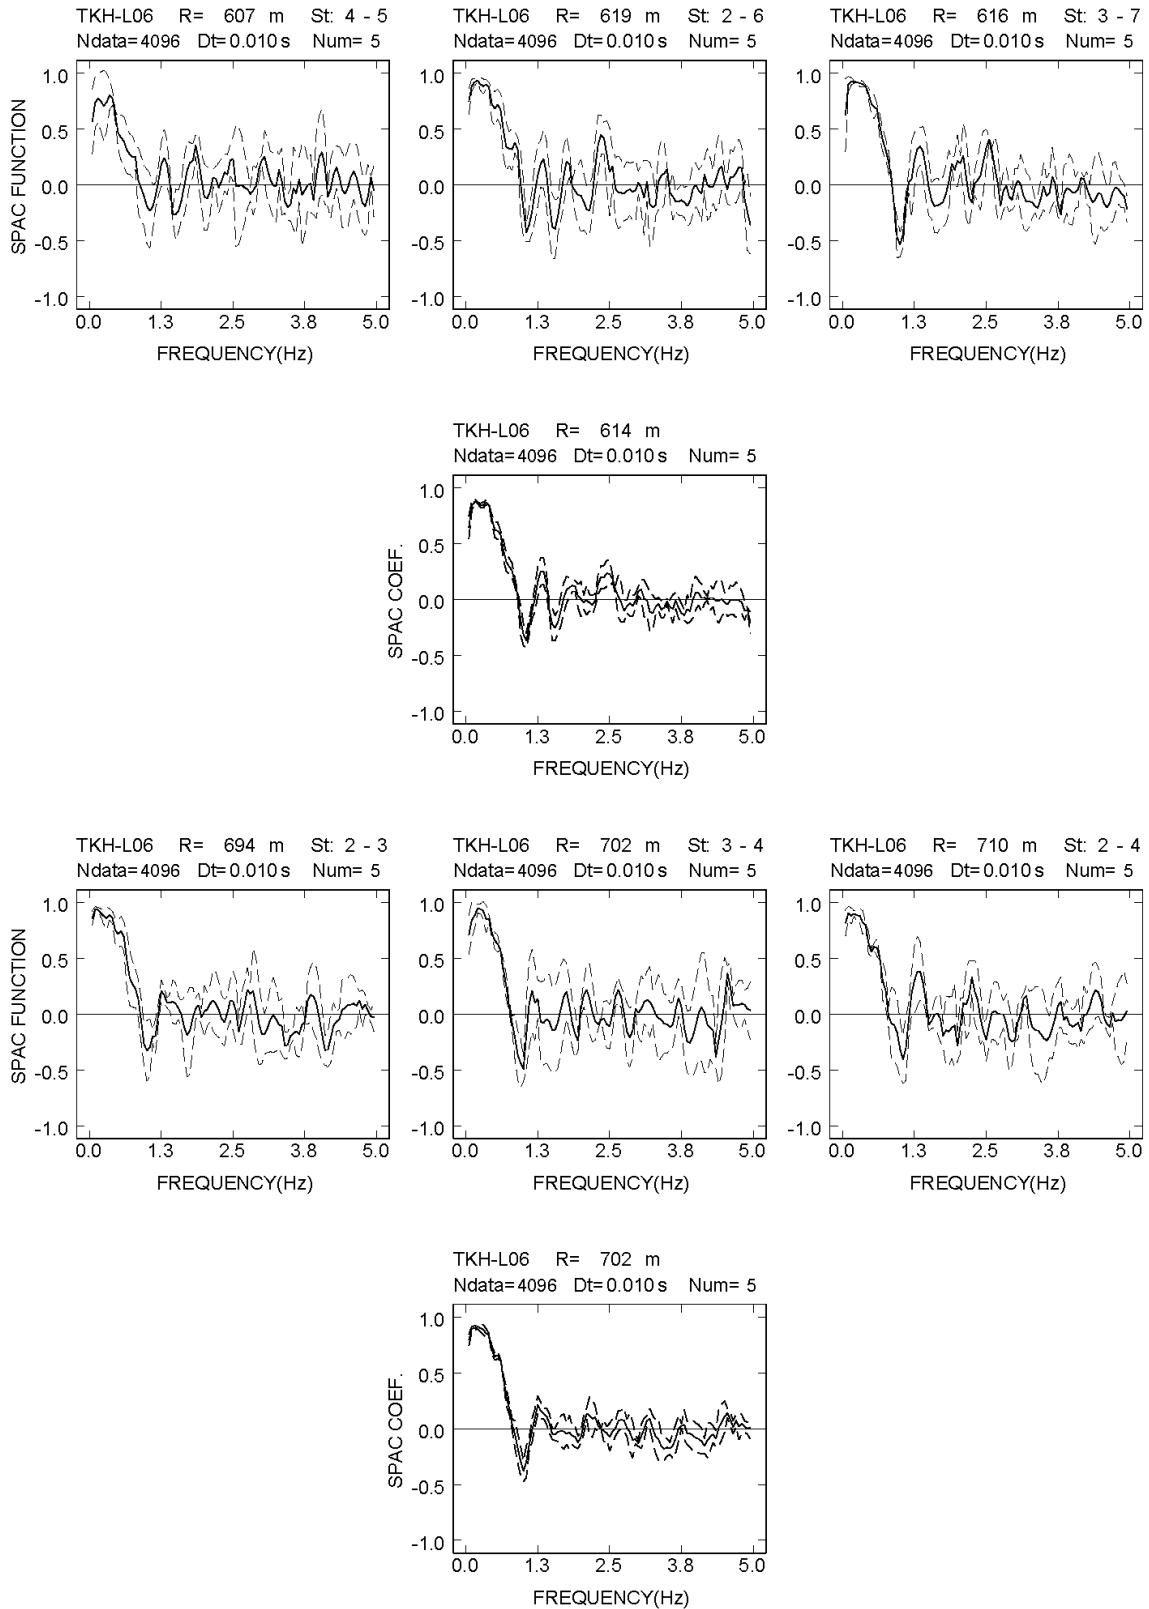 TKH-L06 R= 607 m St: 4 - 5
Ndata=4096 Dt=0.010 s Num= 5
SPAC FUNCTION
1.0
0.5
0.0
-0.5
-1.0
0.0 1.3 2.5 3.8 5.0
FREQUENCY(Hz)
TKH-L06 R= 619 m St: 2 - 6
Ndata=4096 Dt=0.010 s Num= 5
1.0
0.5
0.0
-0.5
-1.0
0.0 1.3 2.5 3.8 5.0
FREQUENCY(Hz)
TKH-L06 R= 616 m St: 3 - 7
Ndata=4096 Dt=0.010 s Num= 5
1.0
0.5
0.0
-0.5
-1.0
0.0 1.3 2.5 3.8 5.0
FREQUENCY(Hz)
TKH-L06 R= 614 m
Ndata=4096 Dt=0.010 s Num= 5
SPAC COEF.
1.0
0.5
0.0
-0.5
-1.0
0.0 1.3 2.5 3.8 5.0
FREQUENCY(Hz)
TKH-L06 R= 694 m St: 2 - 3
Ndata=4096 Dt=0.010 s Num= 5
SPAC FUNCTION
1.0
0.5
0.0
-0.5
-1.0
0.0 1.3 2.5 3.8 5.0
FREQUENCY(Hz)
TKH-L06 R= 702 m St: 3 - 4
Ndata=4096 Dt=0.010 s Num= 5
1.0
0.5
0.0
-0.5
-1.0
0.0 1.3 2.5 3.8 5.0
FREQUENCY(Hz)
TKH-L06 R= 710 m St: 2 - 4
Ndata=4096 Dt=0.010 s Num= 5
1.0
0.5
0.0
-0.5
-1.0
0.0 1.3 2.5 3.8 5.0
FREQUENCY(Hz)
TKH-L06 R= 702 m
Ndata=4096 Dt=0.010 s Num= 5
SPAC COEF.
1.0
0.5
0.0
-0.5
-1.0
0.0 1.3 2.5 3.8 5.0
FREQUENCY(Hz)